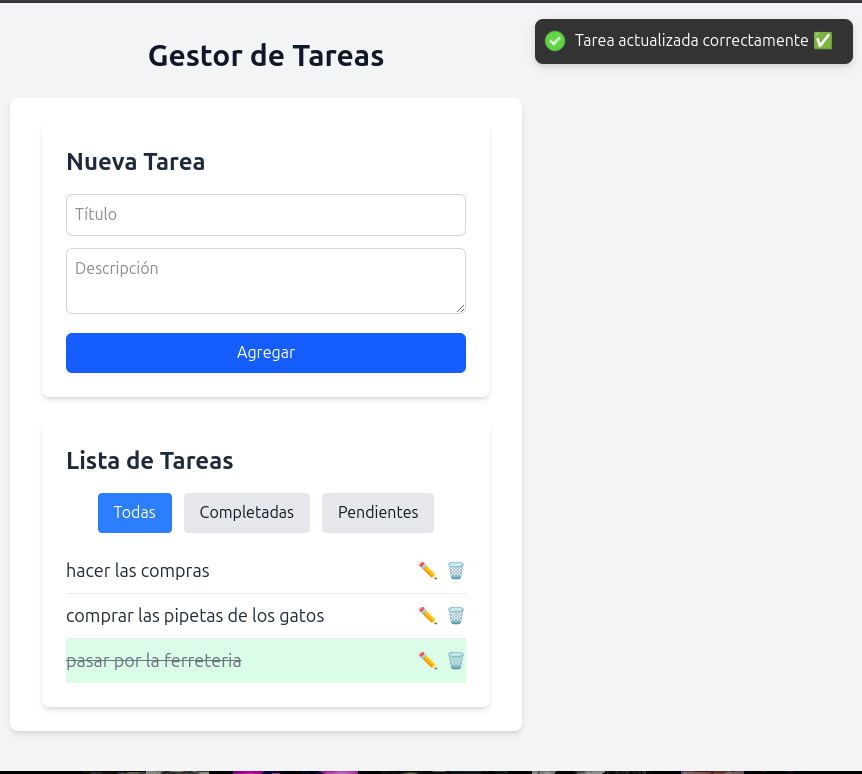 Gestor de Tareas
Tarea actualizada correctamente ✅
Nueva Tarea
Título
Descripción
Agregar
Lista de Tareas
Todas Completadas Pendientes
hacer las compras
comprar las pipetas de los gatos
pasar por la ferreteria